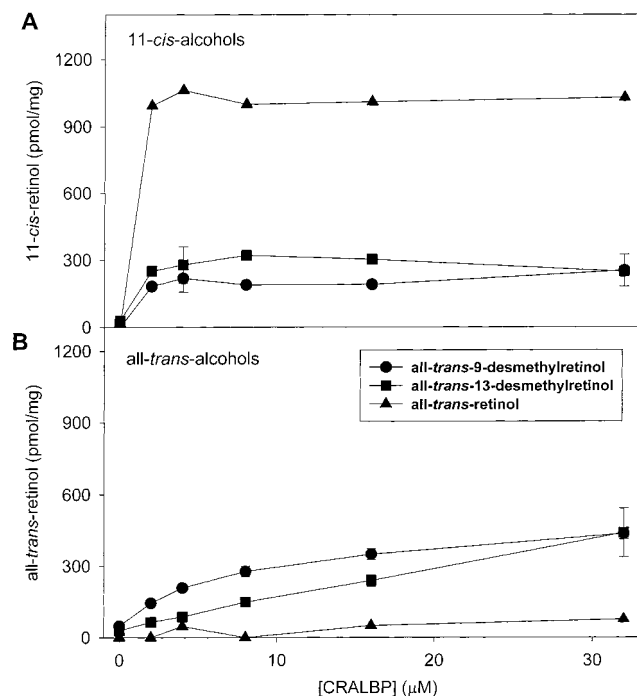 A
11-cis-alcohols
1200
900
600
300
0
11-cis-retinol (pmol/mg)
B
all-trans-alcohols
1200
900
600
300
0
all-trans-retinol (pmol/mg)
all-trans-9-desmethylretinol
all-trans-13-desmethylretinol
all-trans-retinol
0 10 20 30
[CRALBP] (μM)